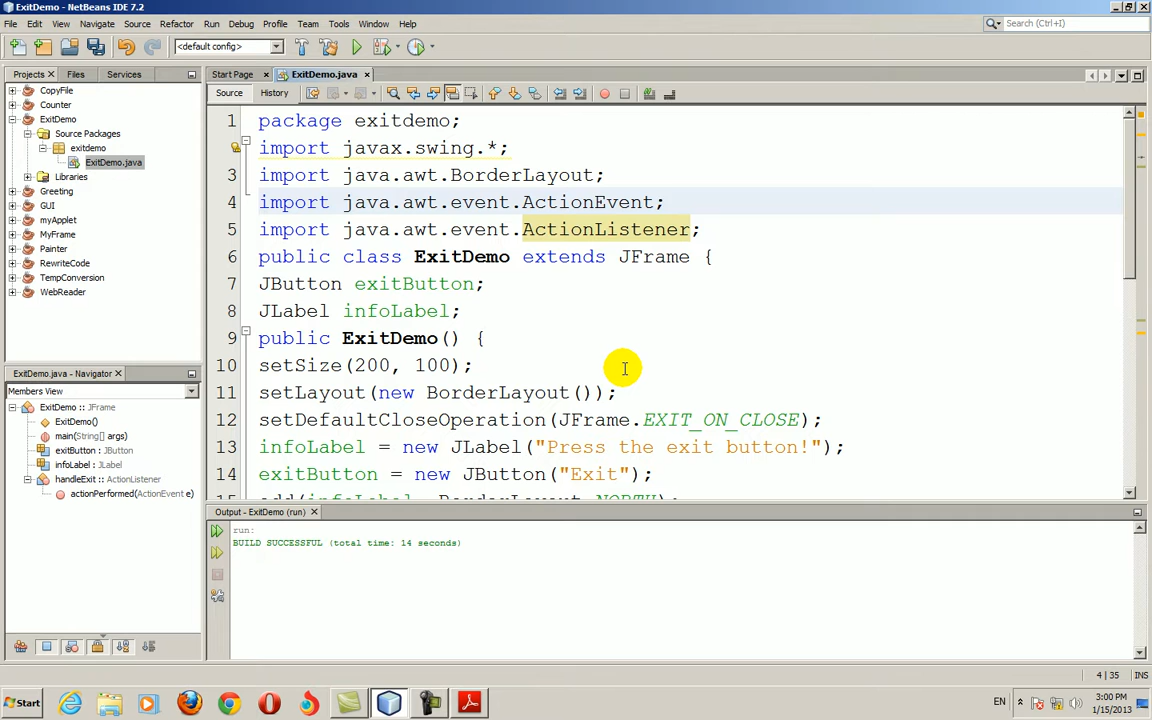 ExitDemo - NetBeans IDE 7.2
File Edit View Navigate Source Refactor Run Debug Profile Team Tools Window Help
Search (Ctrl+I)
<default config>
Projects Files Services
CopyFile
Counter
ExitDemo
Source Packages
exitdemo
ExitDemo.java
Libraries
Greeting
GUI
myApplet
MyFrame
Painter
RewriteCode
TempConversion
WebReader
ExitDemo.java - Navigator
Members View
ExitDemo :: JFrame
ExitDemo()
main(String[] args)
exitButton : JButton
infoLabel : JLabel
handleExit :: ActionListener
actionPerformed(ActionEvent e)
Start Page ExitDemo.java
Source History
1 package exitdemo;
import javax.swing.*;
3 import java.awt.BorderLayout;
4 import java.awt.event.ActionEvent;
5 import java.awt.event.ActionListener;
6 public class ExitDemo extends JFrame {
7 JButton exitButton;
8 JLabel infoLabel;
9 public ExitDemo() {
10 setSize(200, 100);
11 setLayout(new BorderLayout());
12 setDefaultCloseOperation(JFrame.EXIT_ON_CLOSE);
13 infoLabel = new JLabel("Press the exit button!");
14 exitButton = new JButton("Exit");
15 add(infoLabel, BorderLayout.NORTH);
Output - ExitDemo (run)
run:
BUILD SUCCESSFUL (total time: 14 seconds)
4 | 35 INS
Start
EN
3:00 PM
1/15/2013